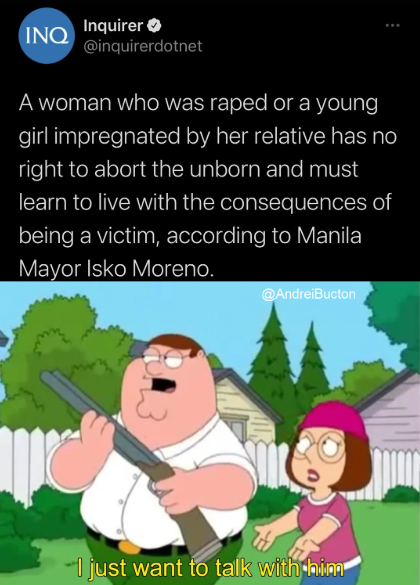 INQ
Inquirer
@inquirerdotnet
A woman who was raped or a young
girl impregnated by her relative has no
right to abort the unborn and must
learn to live with the consequences of
being a victim, according to Manila
Mayor Isko Moreno.
@AndreiBucton
I just want to talk with him